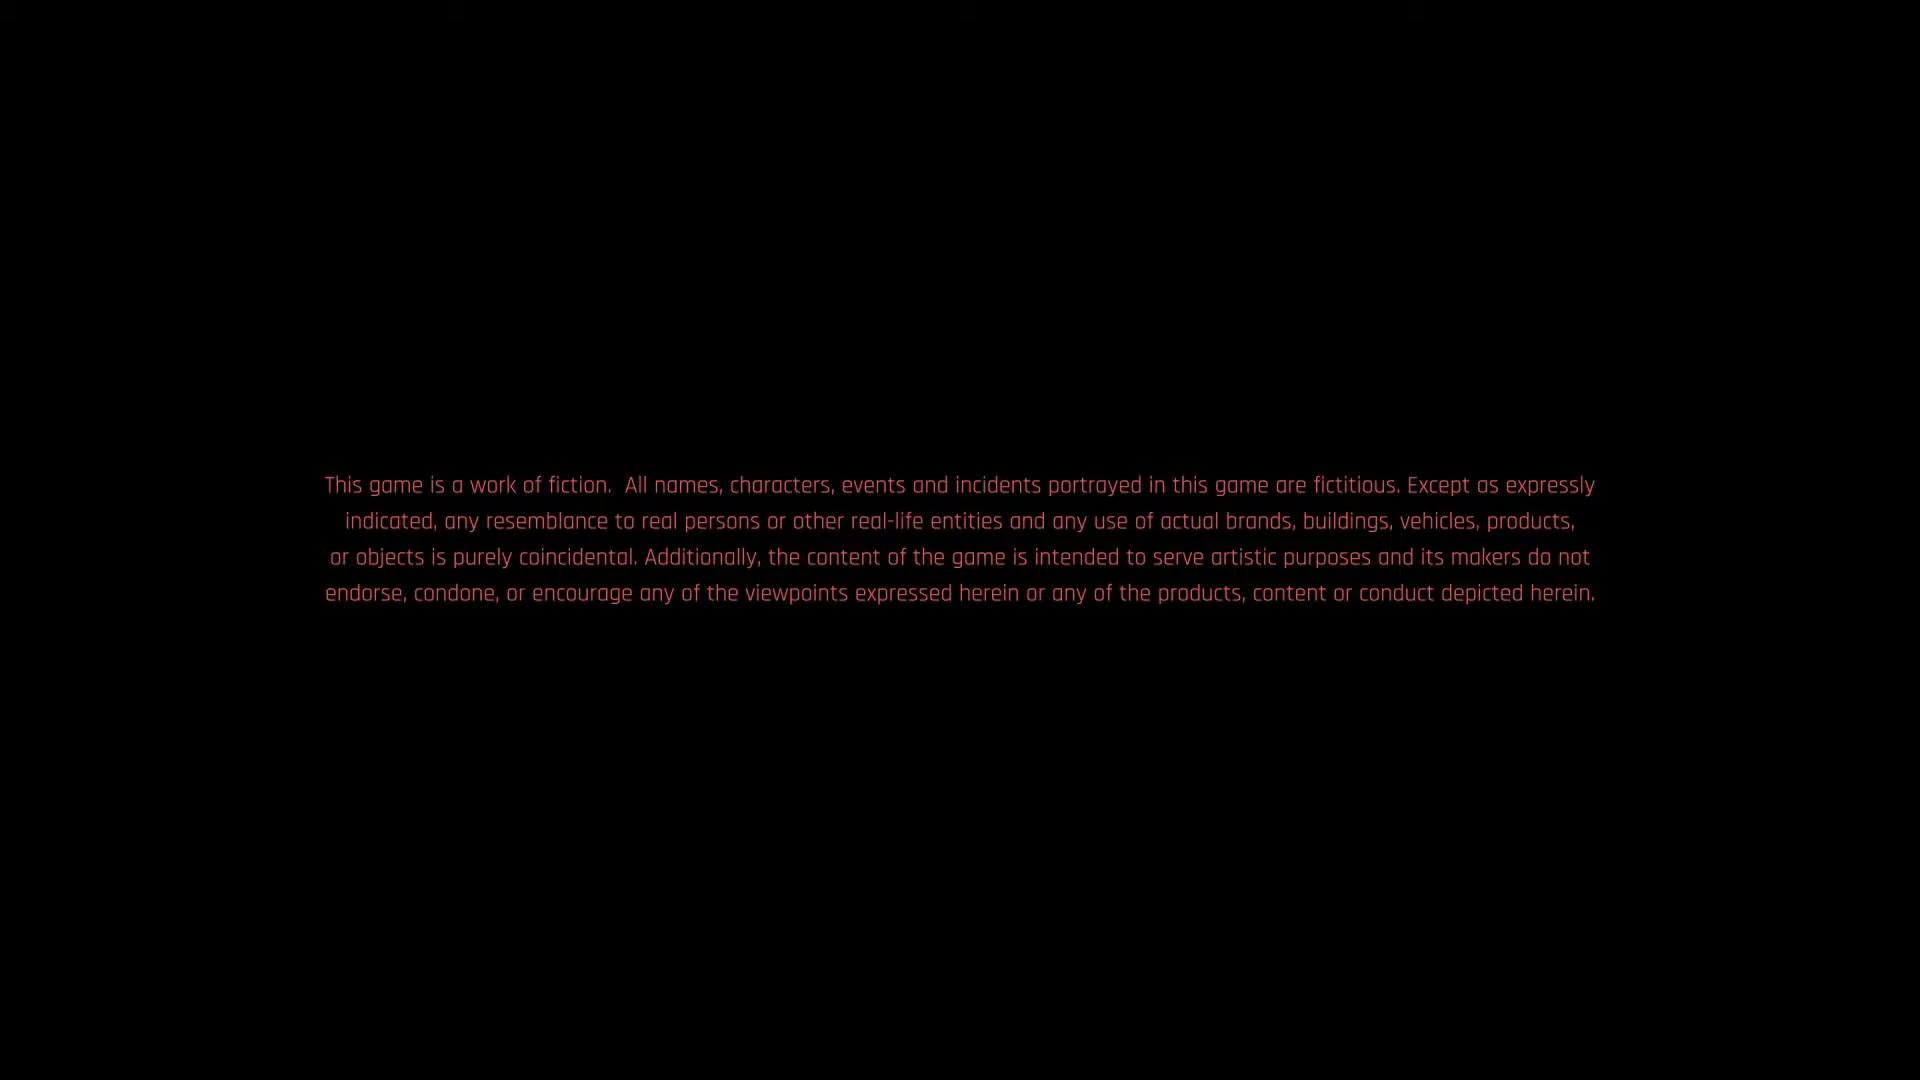 This game is a work of fiction.  All names, characters, events and incidents portrayed in this game are fictitious. Except as expressly
indicated, any resemblance to real persons or other real-life entities and any use of actual brands, buildings, vehicles, products,
or objects is purely coincidental. Additionally, the content of the game is intended to serve artistic purposes and its makers do not
endorse, condone, or encourage any of the viewpoints expressed herein or any of the products, content or conduct depicted herein.